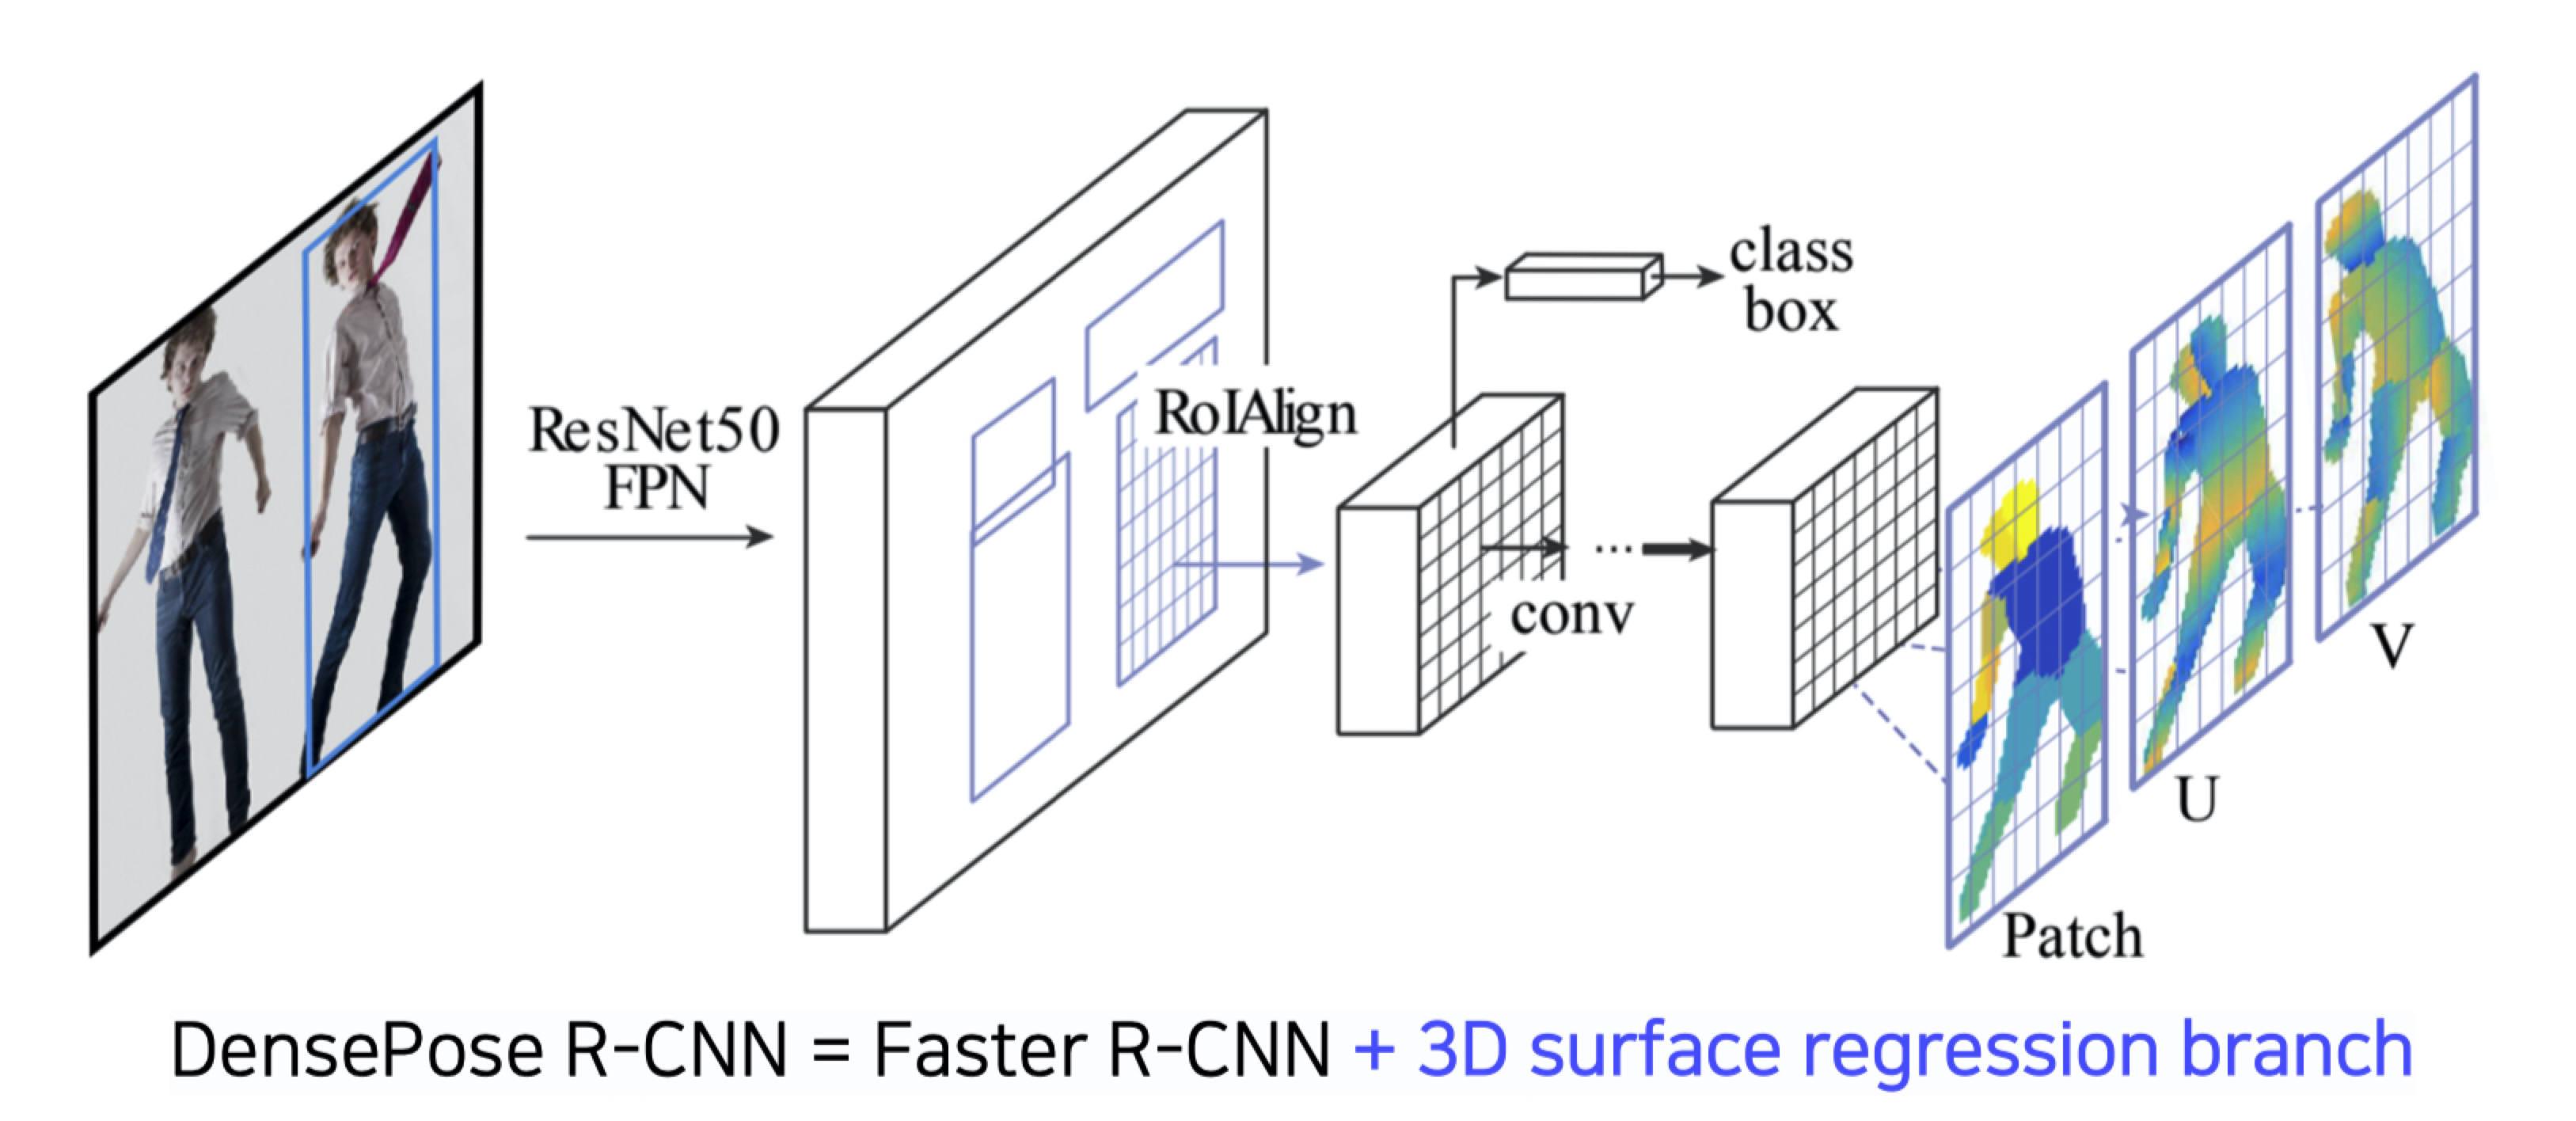 ResNet50
FPN
RoIAlign
class
box
... 
conv
Patch
U
V
DensePose R-CNN = Faster R-CNN + 3D surface regression branch